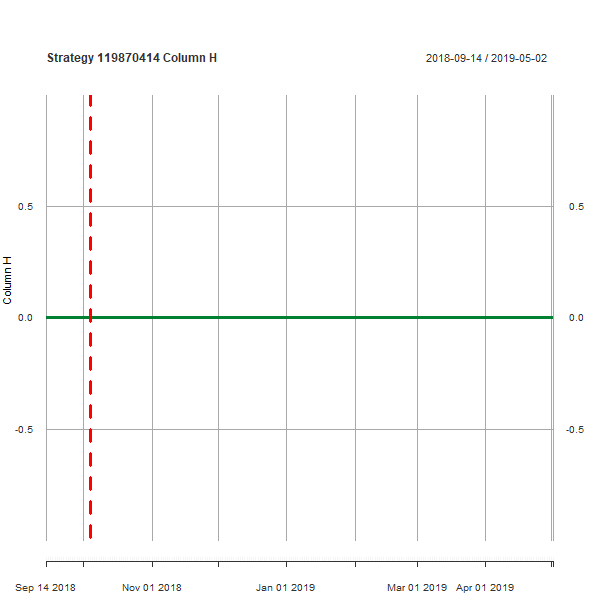 Strategy 119870414 Column H
2018-09-14 / 2019-05-02
0.5
0.5
Column H
0.0
0.0
-0.5
-0.5
Sep 14 2018
Nov 01 2018
Jan 01 2019
Mar 01 2019
Apr 01 2019